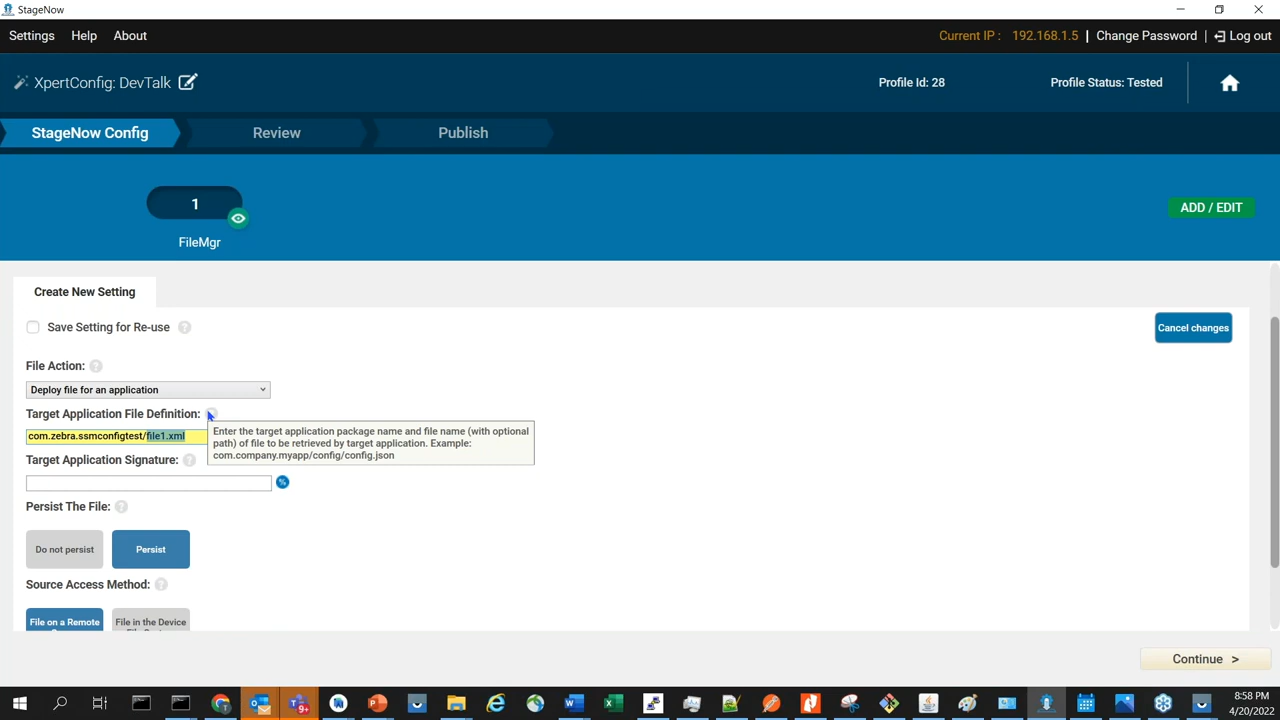 StageNow
Settings Help About Current IP : 192.168.1.5 | Change Password | Log out
XpertConfig: DevTalk Profile Id: 28 Profile Status: Tested
StageNow Config Review Publish
1
ADD / EDIT
FileMgr
Create New Setting
Save Setting for Re-use ?
Cancel changes
File Action: ?
Deploy file for an application
Target Application File Definition:
com.zebra.ssmconfigtest/file1.xml
Enter the target application package name and file name (with optional
path) of file to be retrieved by target application. Example:
com.company.myapp/config/config.json
Target Application Signature: ?
%
Persist The File: ?
Do not persist Persist
Source Access Method: ?
File on a Remote File in the Device
Continue >
9+
8:58 PM
4/20/2022